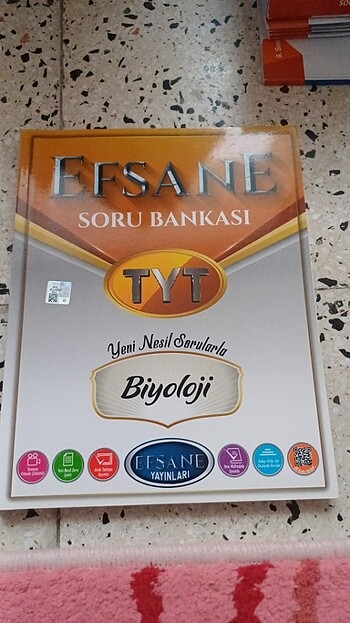 EFSANE
SORU BANKASI
TYT
Yeni Nesil Sorularla
Biyoloji
EFSANE
YAYINLARI